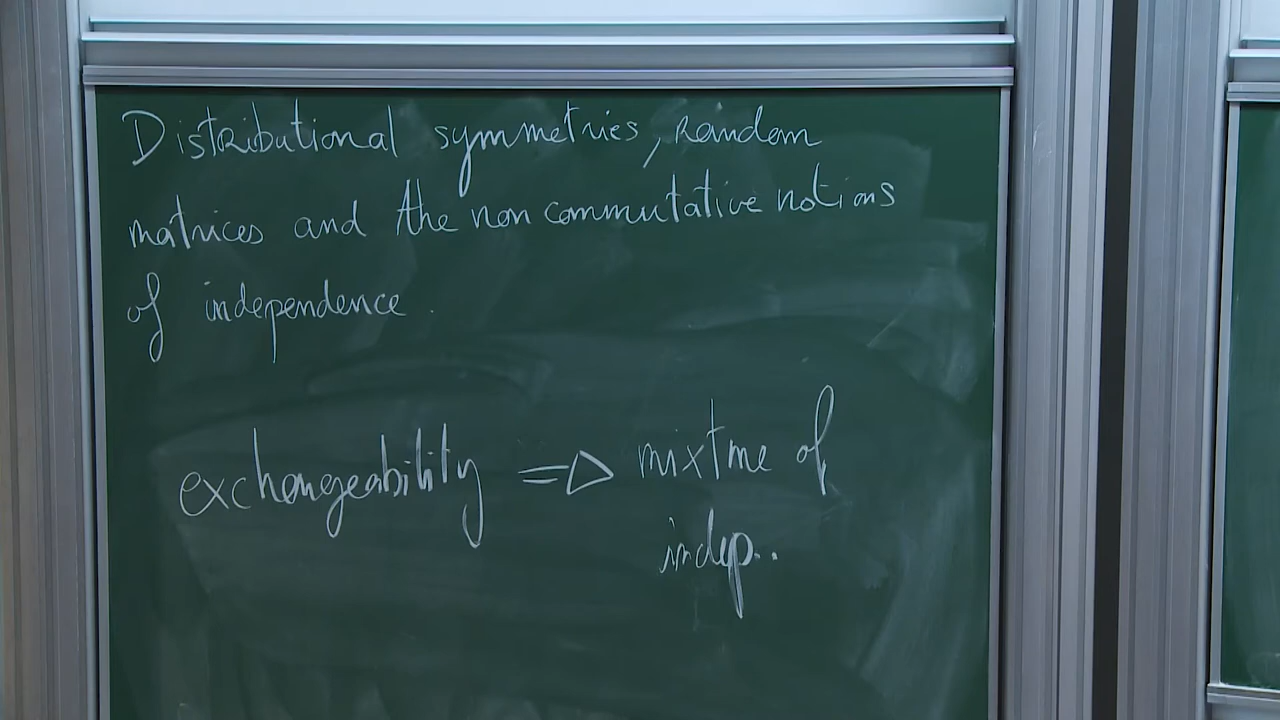 Distributional symmetries, random
matrices and the non commutative notions
of independence.
exchangeability ⇒ mixture of
indep..